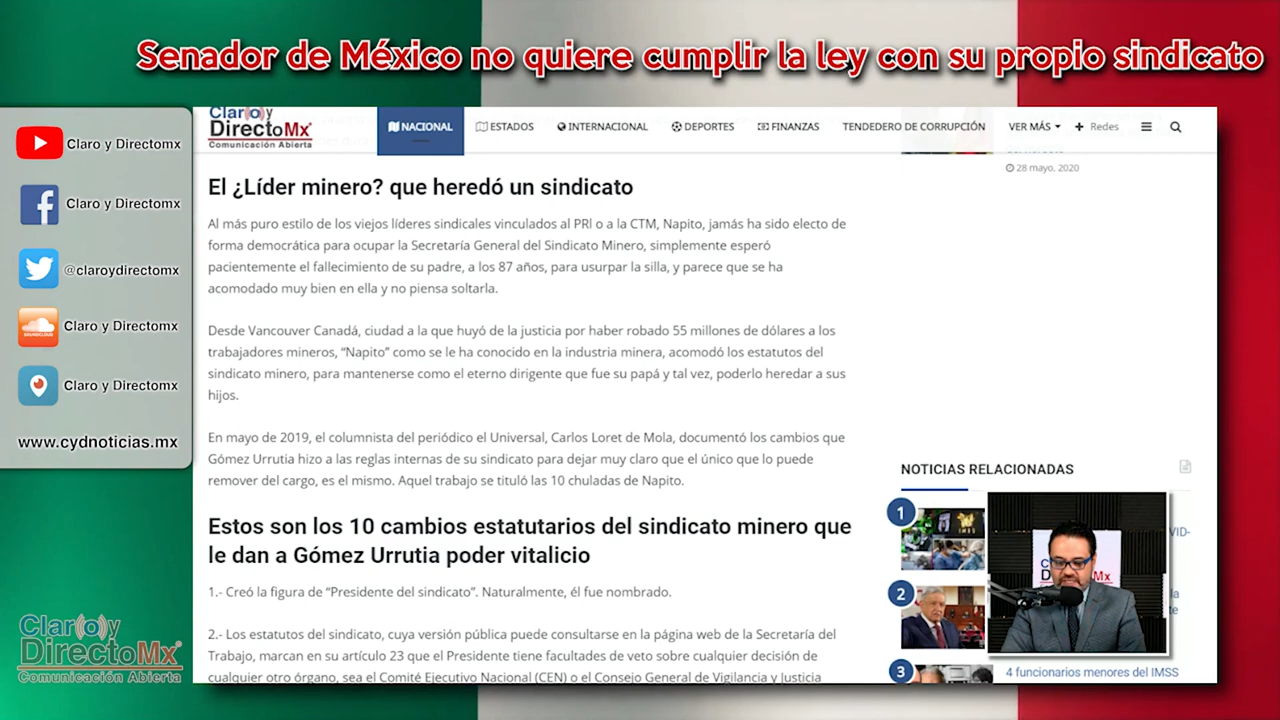 Senador de México no quiere cumplir la ley con su propio sindicato
Claro y Directomx
Claro y Directomx
@claroydirectomx
SOUNDCLOUD
Claro y Directomx
Claro y Directomx
www.cydnoticias.mx
Claro y
DirectoMx
Comunicación Abierta
Claro y
DirectoMx
Comunicación Abierta
NACIONAL
ESTADOS
INTERNACIONAL
DEPORTES
FINANZAS
TENDEDERO DE CORRUPCIÓN
VER MÁS
Redes
28 mayo, 2020
El ¿Líder minero? que heredó un sindicato
Al más puro estilo de los viejos líderes sindicales vinculados al PRI o a la CTM, Napito, jamás ha sido electo de
forma democrática para ocupar la Secretaría General del Sindicato Minero, simplemente esperó
pacientemente el fallecimiento de su padre, a los 87 años, para usurpar la silla, y parece que se ha
acomodado muy bien en ella y no piensa soltarla.
Desde Vancouver Canadá, ciudad a la que huyó de la justicia por haber robado 55 millones de dólares a los
trabajadores mineros, “Napito” como se le ha conocido en la industria minera, acomodó los estatutos del
sindicato minero, para mantenerse como el eterno dirigente que fue su papá y tal vez, poderlo heredar a sus
hijos.
En mayo de 2019, el columnista del periódico el Universal, Carlos Loret de Mola, documentó los cambios que
Gómez Urrutia hizo a las reglas internas de su sindicato para dejar muy claro que el único que lo puede
remover del cargo, es el mismo. Aquel trabajo se tituló las 10 chuladas de Napito.
Estos son los 10 cambios estatutarios del sindicato minero que
le dan a Gómez Urrutia poder vitalicio
1.- Creó la figura de “Presidente del sindicato”. Naturalmente, él fue nombrado.
2.- Los estatutos del sindicato, cuya versión pública puede consultarse en la página web de la Secretaría del
Trabajo, marcan en su artículo 23 que el Presidente tiene facultades de veto sobre cualquier decisión de
cualquier otro órgano, sea el Comité Ejecutivo Nacional (CEN) o el Consejo General de Vigilancia y Justicia
NOTICIAS RELACIONADAS
1
VID-
2
la
te
3
4 funcionarios menores del IMSS